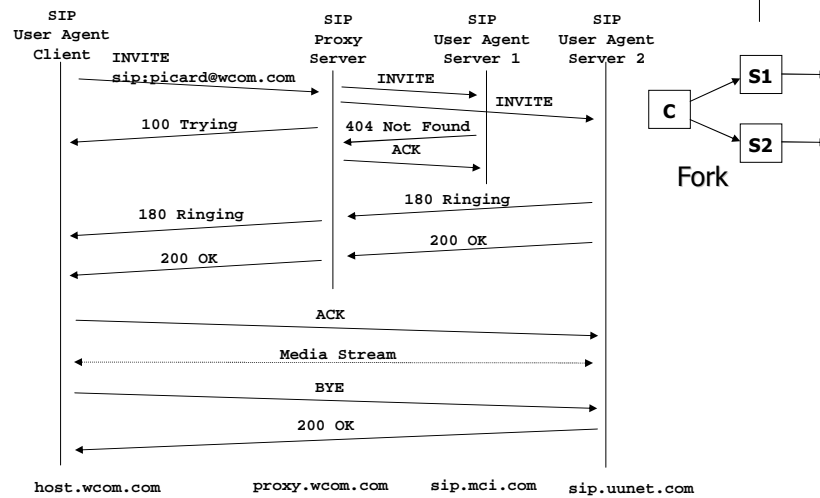 SIP
User Agent
Client
SIP
Proxy
Server
SIP
User Agent
Server 1
SIP
User Agent
Server 2
INVITE
sip:picard@wcom.com
INVITE
INVITE
100 Trying
404 Not Found
ACK
180 Ringing
180 Ringing
200 OK
200 OK
ACK
Media Stream
BYE
200 OK
host.wcom.com
proxy.wcom.com
sip.mci.com
sip.uunet.com
C
S1
S2
Fork